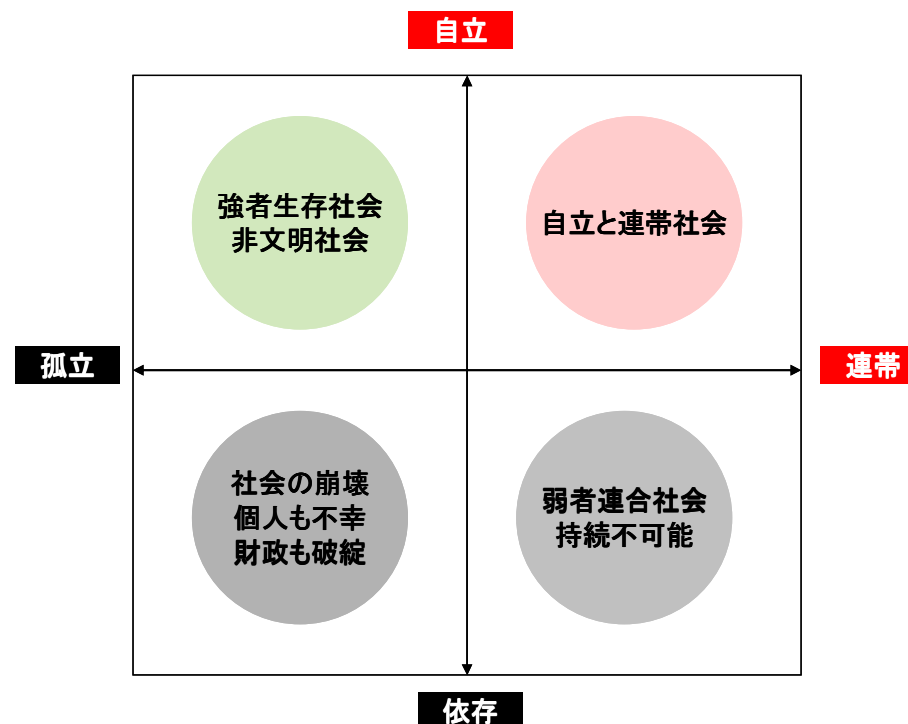 自立
強者生存社会
非文明社会
自立と連帯社会
孤立
連帯
社会の崩壊
個人も不幸
財政も破綻
弱者連合社会
持続不可能
依存